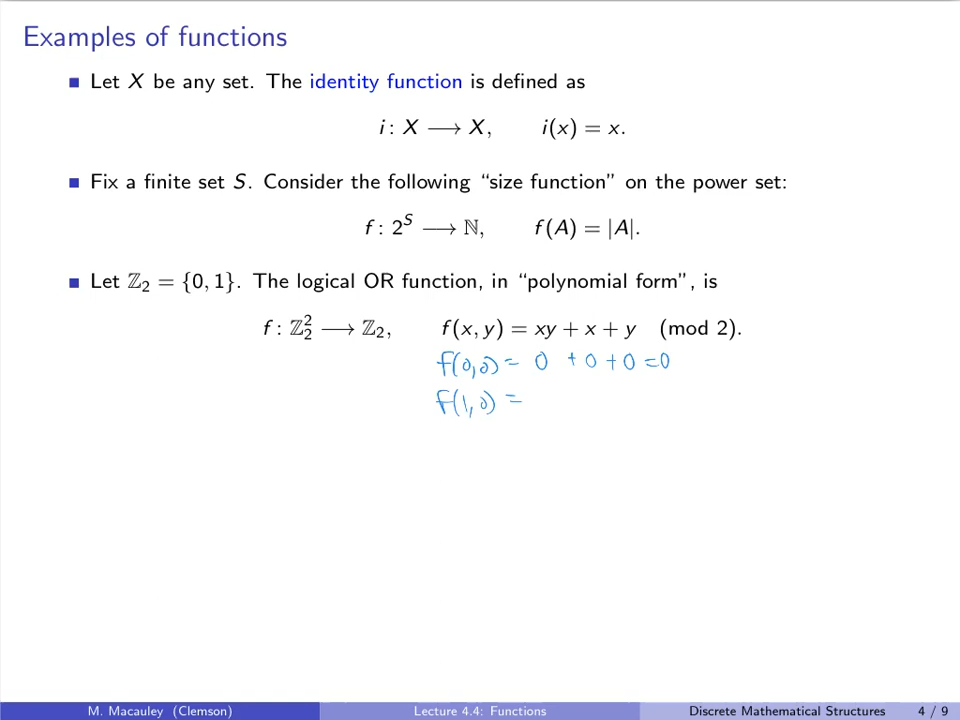 Examples of functions
Let X be any set. The identity function is defined as
i: X ⟶ X, i(x) = x.
Fix a finite set S. Consider the following “size function” on the power set:
f: 2^S ⟶ ℕ, f(A) = |A|.
Let ℤ₂ = {0, 1}. The logical OR function, in “polynomial form”, is
f: ℤ₂² ⟶ ℤ₂, f(x, y) = xy + x + y (mod 2).
f(0,0) = 0 + 0 + 0 = 0
f(1,0) =
M. Macauley (Clemson) Lecture 4.4: Functions Discrete Mathematical Structures 4 / 9